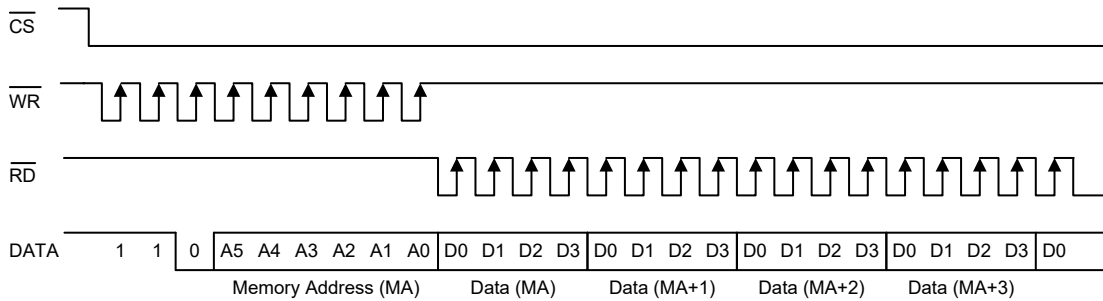 CS
WR
RD
DATA 1 1 0 A5 A4 A3 A2 A1 A0 D0 D1 D2 D3 D0 D1 D2 D3 D0 D1 D2 D3 D0 D1 D2 D3 D0
Memory Address (MA) Data (MA) Data (MA+1) Data (MA+2) Data (MA+3)